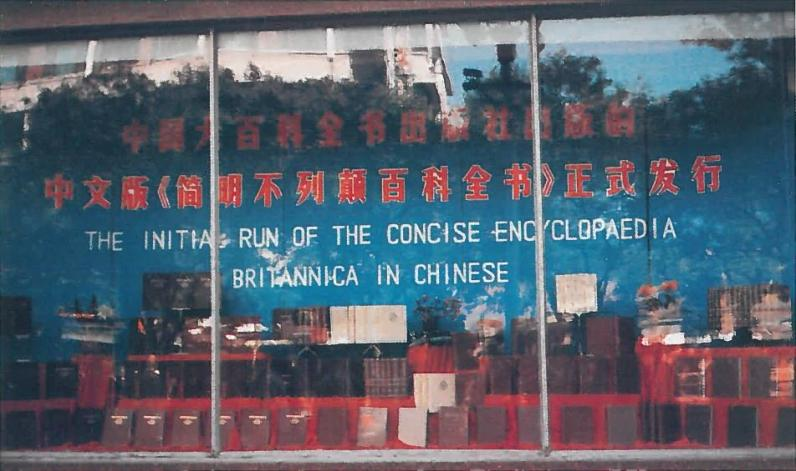 中国大百科全书出版社出版的
中文版《简明不列颠百科全书》正式发行
THE INITIAL RUN OF THE CONCISE ENCYCLOPAEDIA
BRITANNICA IN CHINESE